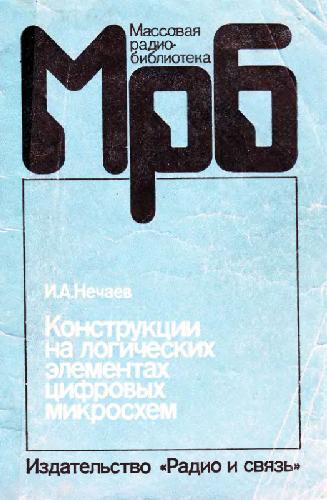 Массовая
радио-
библиотека
Мрб
И.А.Нечаев
Конструкции
на логических
элементах
цифровых
микросхем
Издательство «Радио и связь»